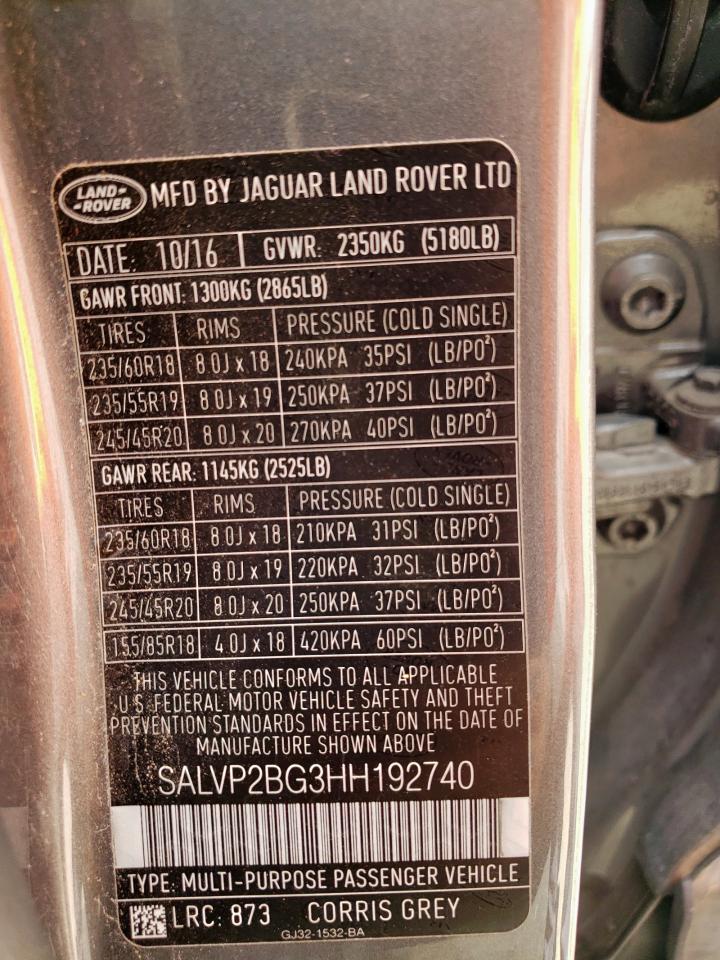 LAND-
-ROVER
MFD BY JAGUAR LAND ROVER LTD
DATE: 10/16 GVWR: 2350KG (5180LB)
GAWR FRONT: 1300KG (2865LB)
TIRES RIMS PRESSURE (COLD SINGLE)
235/60R18 8.0J x 18 240KPA 35PSI (LB/PO²)
235/55R19 8.0J x 19 250KPA 37PSI (LB/PO²)
245/45R20 8.0J x 20 270KPA 40PSI (LB/PO²)
GAWR REAR: 1145KG (2525LB)
TIRES RIMS PRESSURE (COLD SINGLE)
235/60R18 8.0J x 18 210KPA 31PSI (LB/PO²)
235/55R19 8.0J x 19 220KPA 32PSI (LB/PO²)
245/45R20 8.0J x 20 250KPA 37PSI (LB/PO²)
155/85R18 4.0J x 18 420KPA 60PSI (LB/PO²)
THIS VEHICLE CONFORMS TO ALL APPLICABLE
U.S FEDERAL MOTOR VEHICLE SAFETY AND THEFT
PREVENTION STANDARDS IN EFFECT ON THE DATE OF
MANUFACTURE SHOWN ABOVE
SALVP2BG3HH192740
TYPE: MULTI-PURPOSE PASSENGER VEHICLE
LRC: 873 CORRIS GREY
GJ32-1532-BA